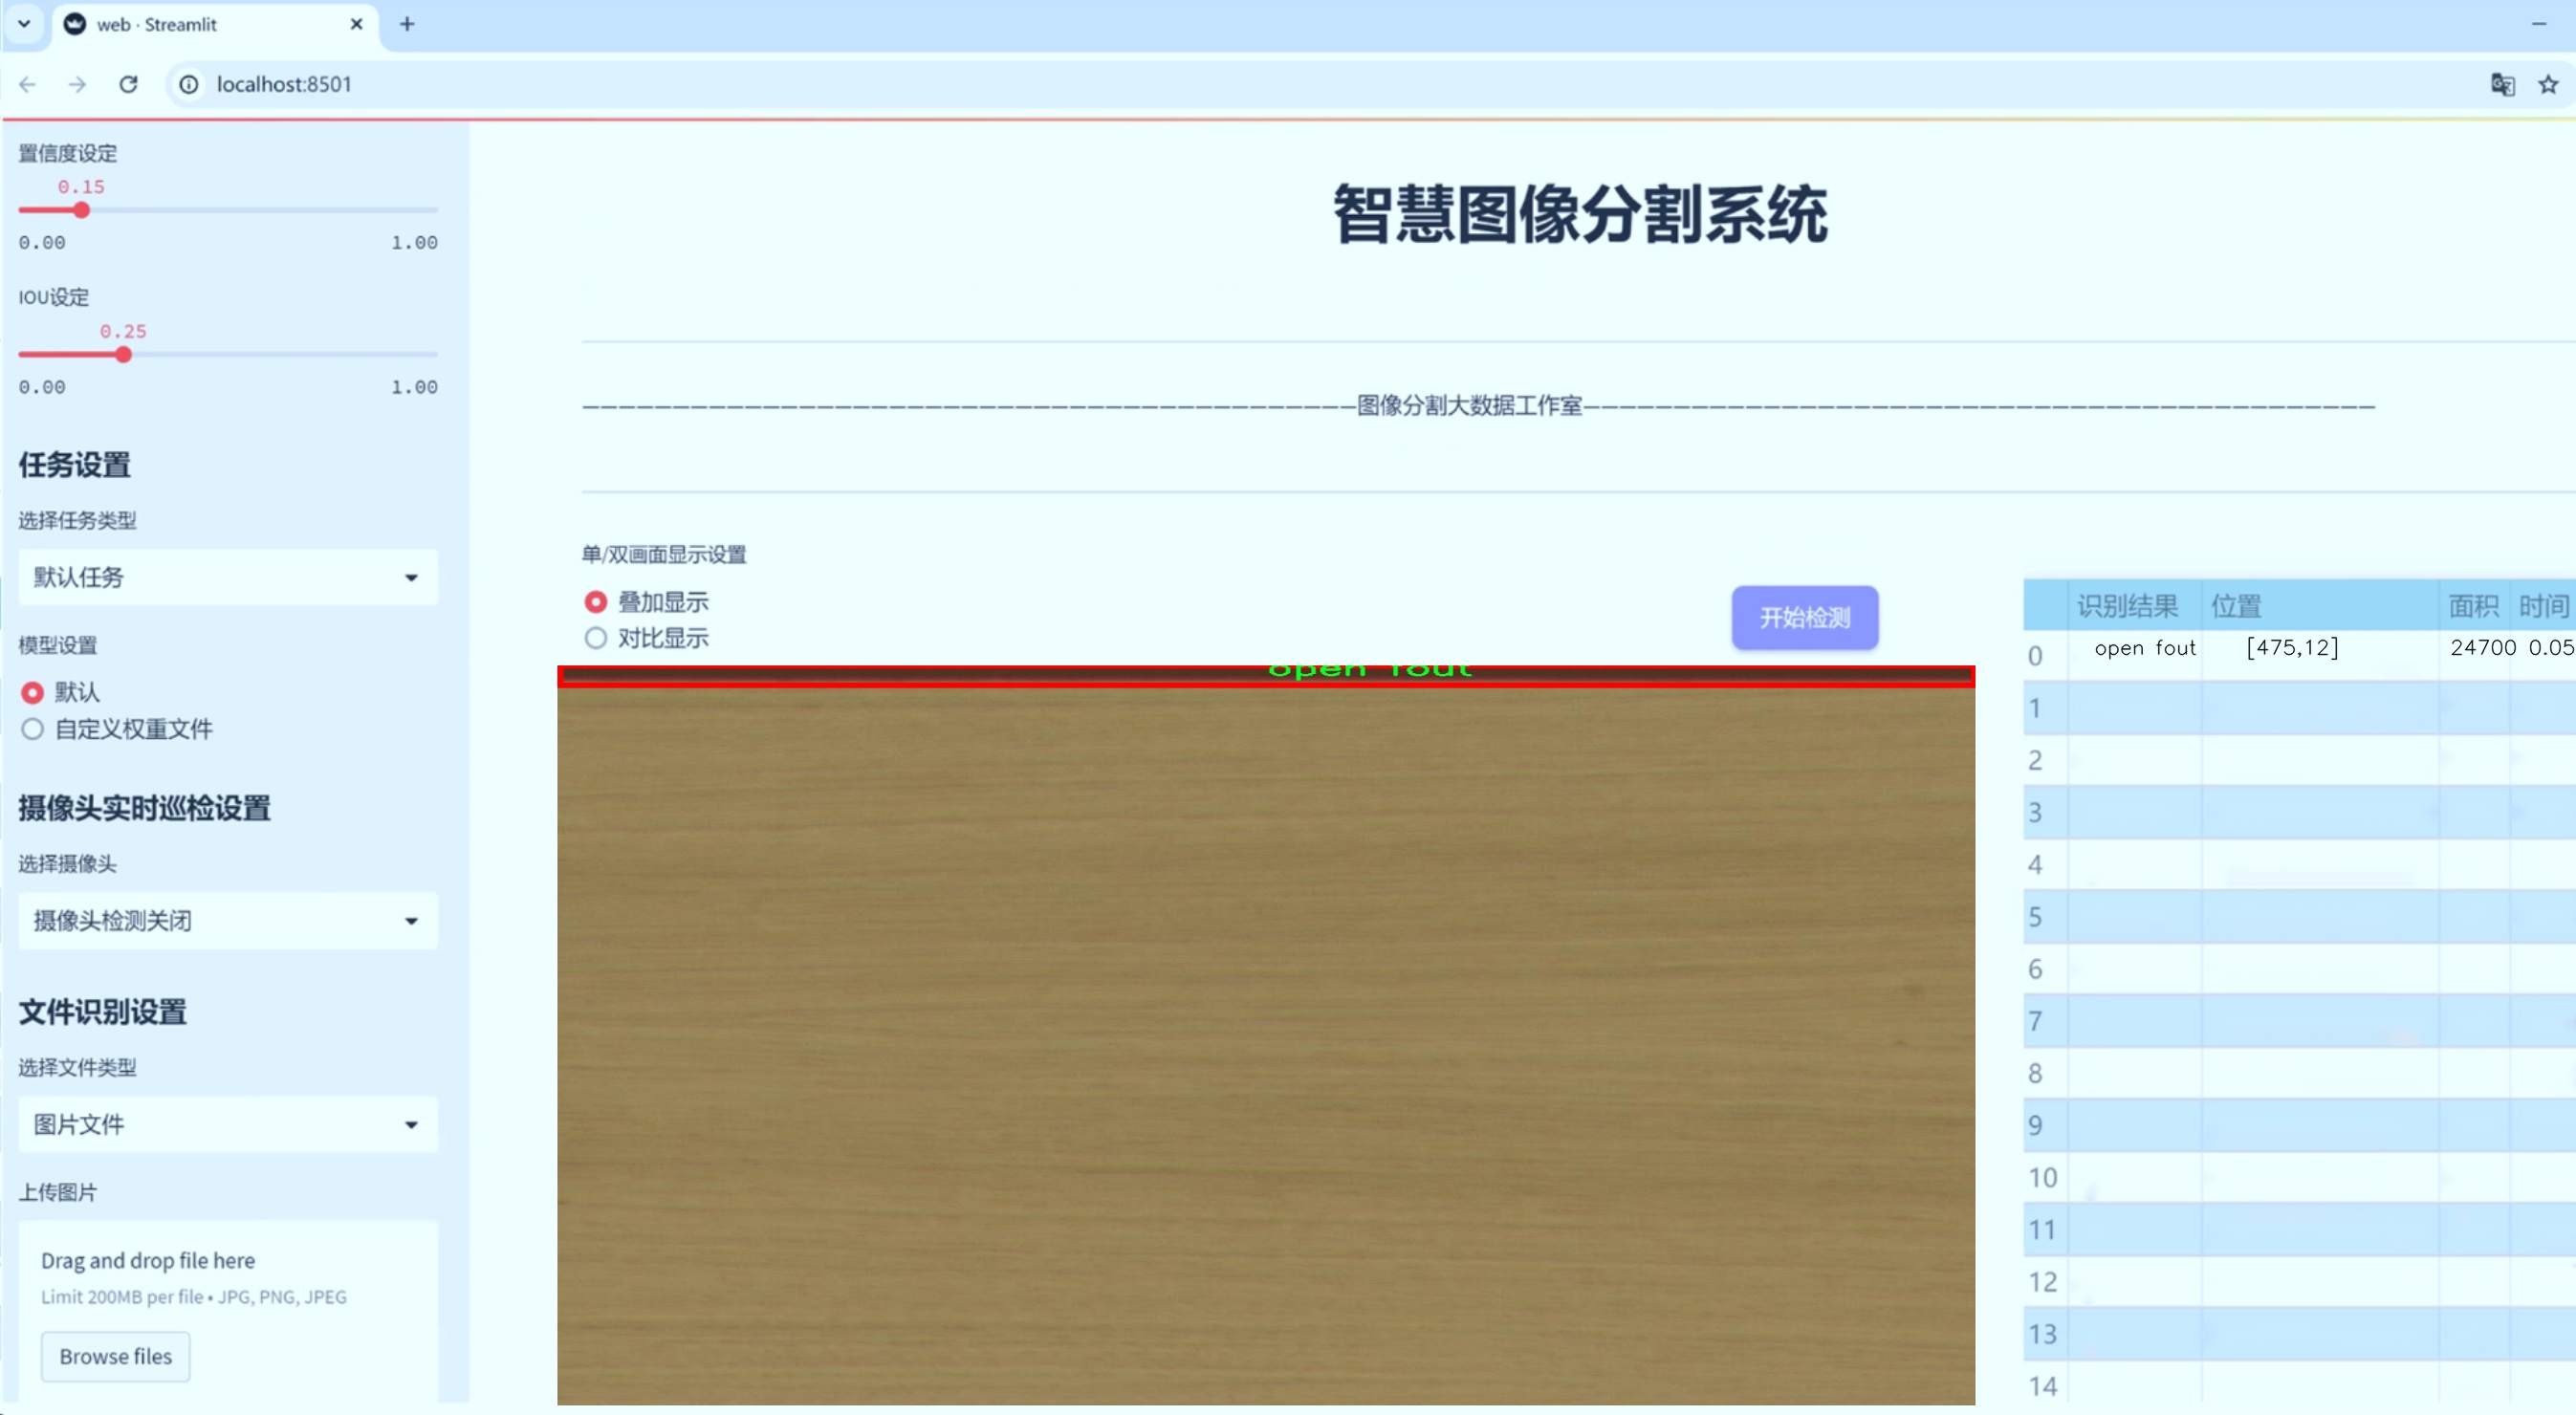 web · Streamlit
localhost:8501
置信度设定
0.15
0.00 1.00
IOU设定
0.25
0.00 1.00
任务设置
选择任务类型
默认任务
模型设置
默认
自定义权重文件
摄像头实时巡检设置
选择摄像头
摄像头检测关闭
文件识别设置
选择文件类型
图片文件
上传图片
Drag and drop file here
Limit 200MB per file • JPG, PNG, JPEG
Browse files
智慧图像分割系统
图像分割大数据工作室
单/双画面显示设置
叠加显示
对比显示
开始检测
open fout
识别结果 位置 面积 时间
0 open fout [475,12] 24700 0.05
1
2
3
4
5
6
7
8
9
10
11
12
13
14